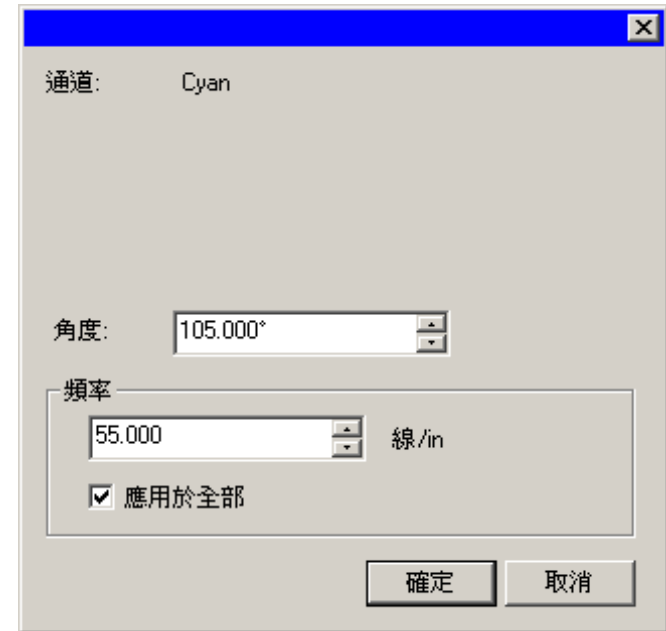 通道: Cyan
角度: 105.000°
頻率
55.000 線/in
應用於全部
確定 取消